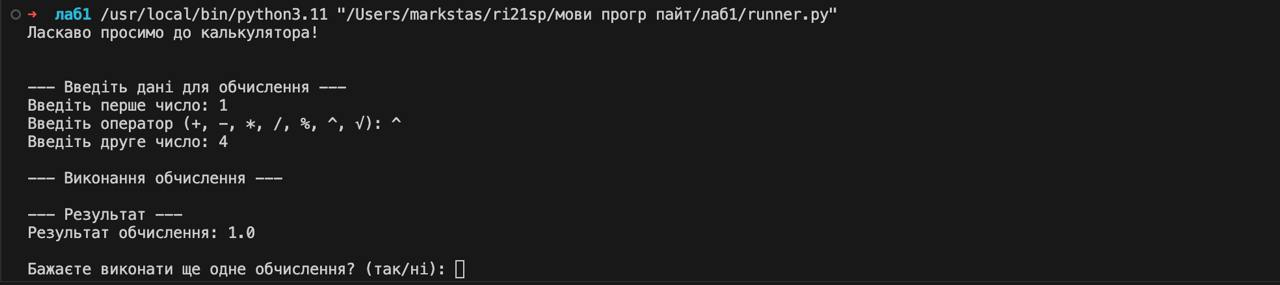 → лаб1 /usr/local/bin/python3.11 "/Users/markstas/ri21sp/мови прогр пайт/лаб1/runner.py"
Ласкаво просимо до калькулятора!
--- Введіть дані для обчислення ---
Введіть перше число: 1
Введіть оператор (+, -, *, /, %, ^, √): ^
Введіть друге число: 4
--- Виконання обчислення ---
--- Результат ---
Результат обчислення: 1.0
Бажаєте виконати ще одне обчислення? (так/ні):